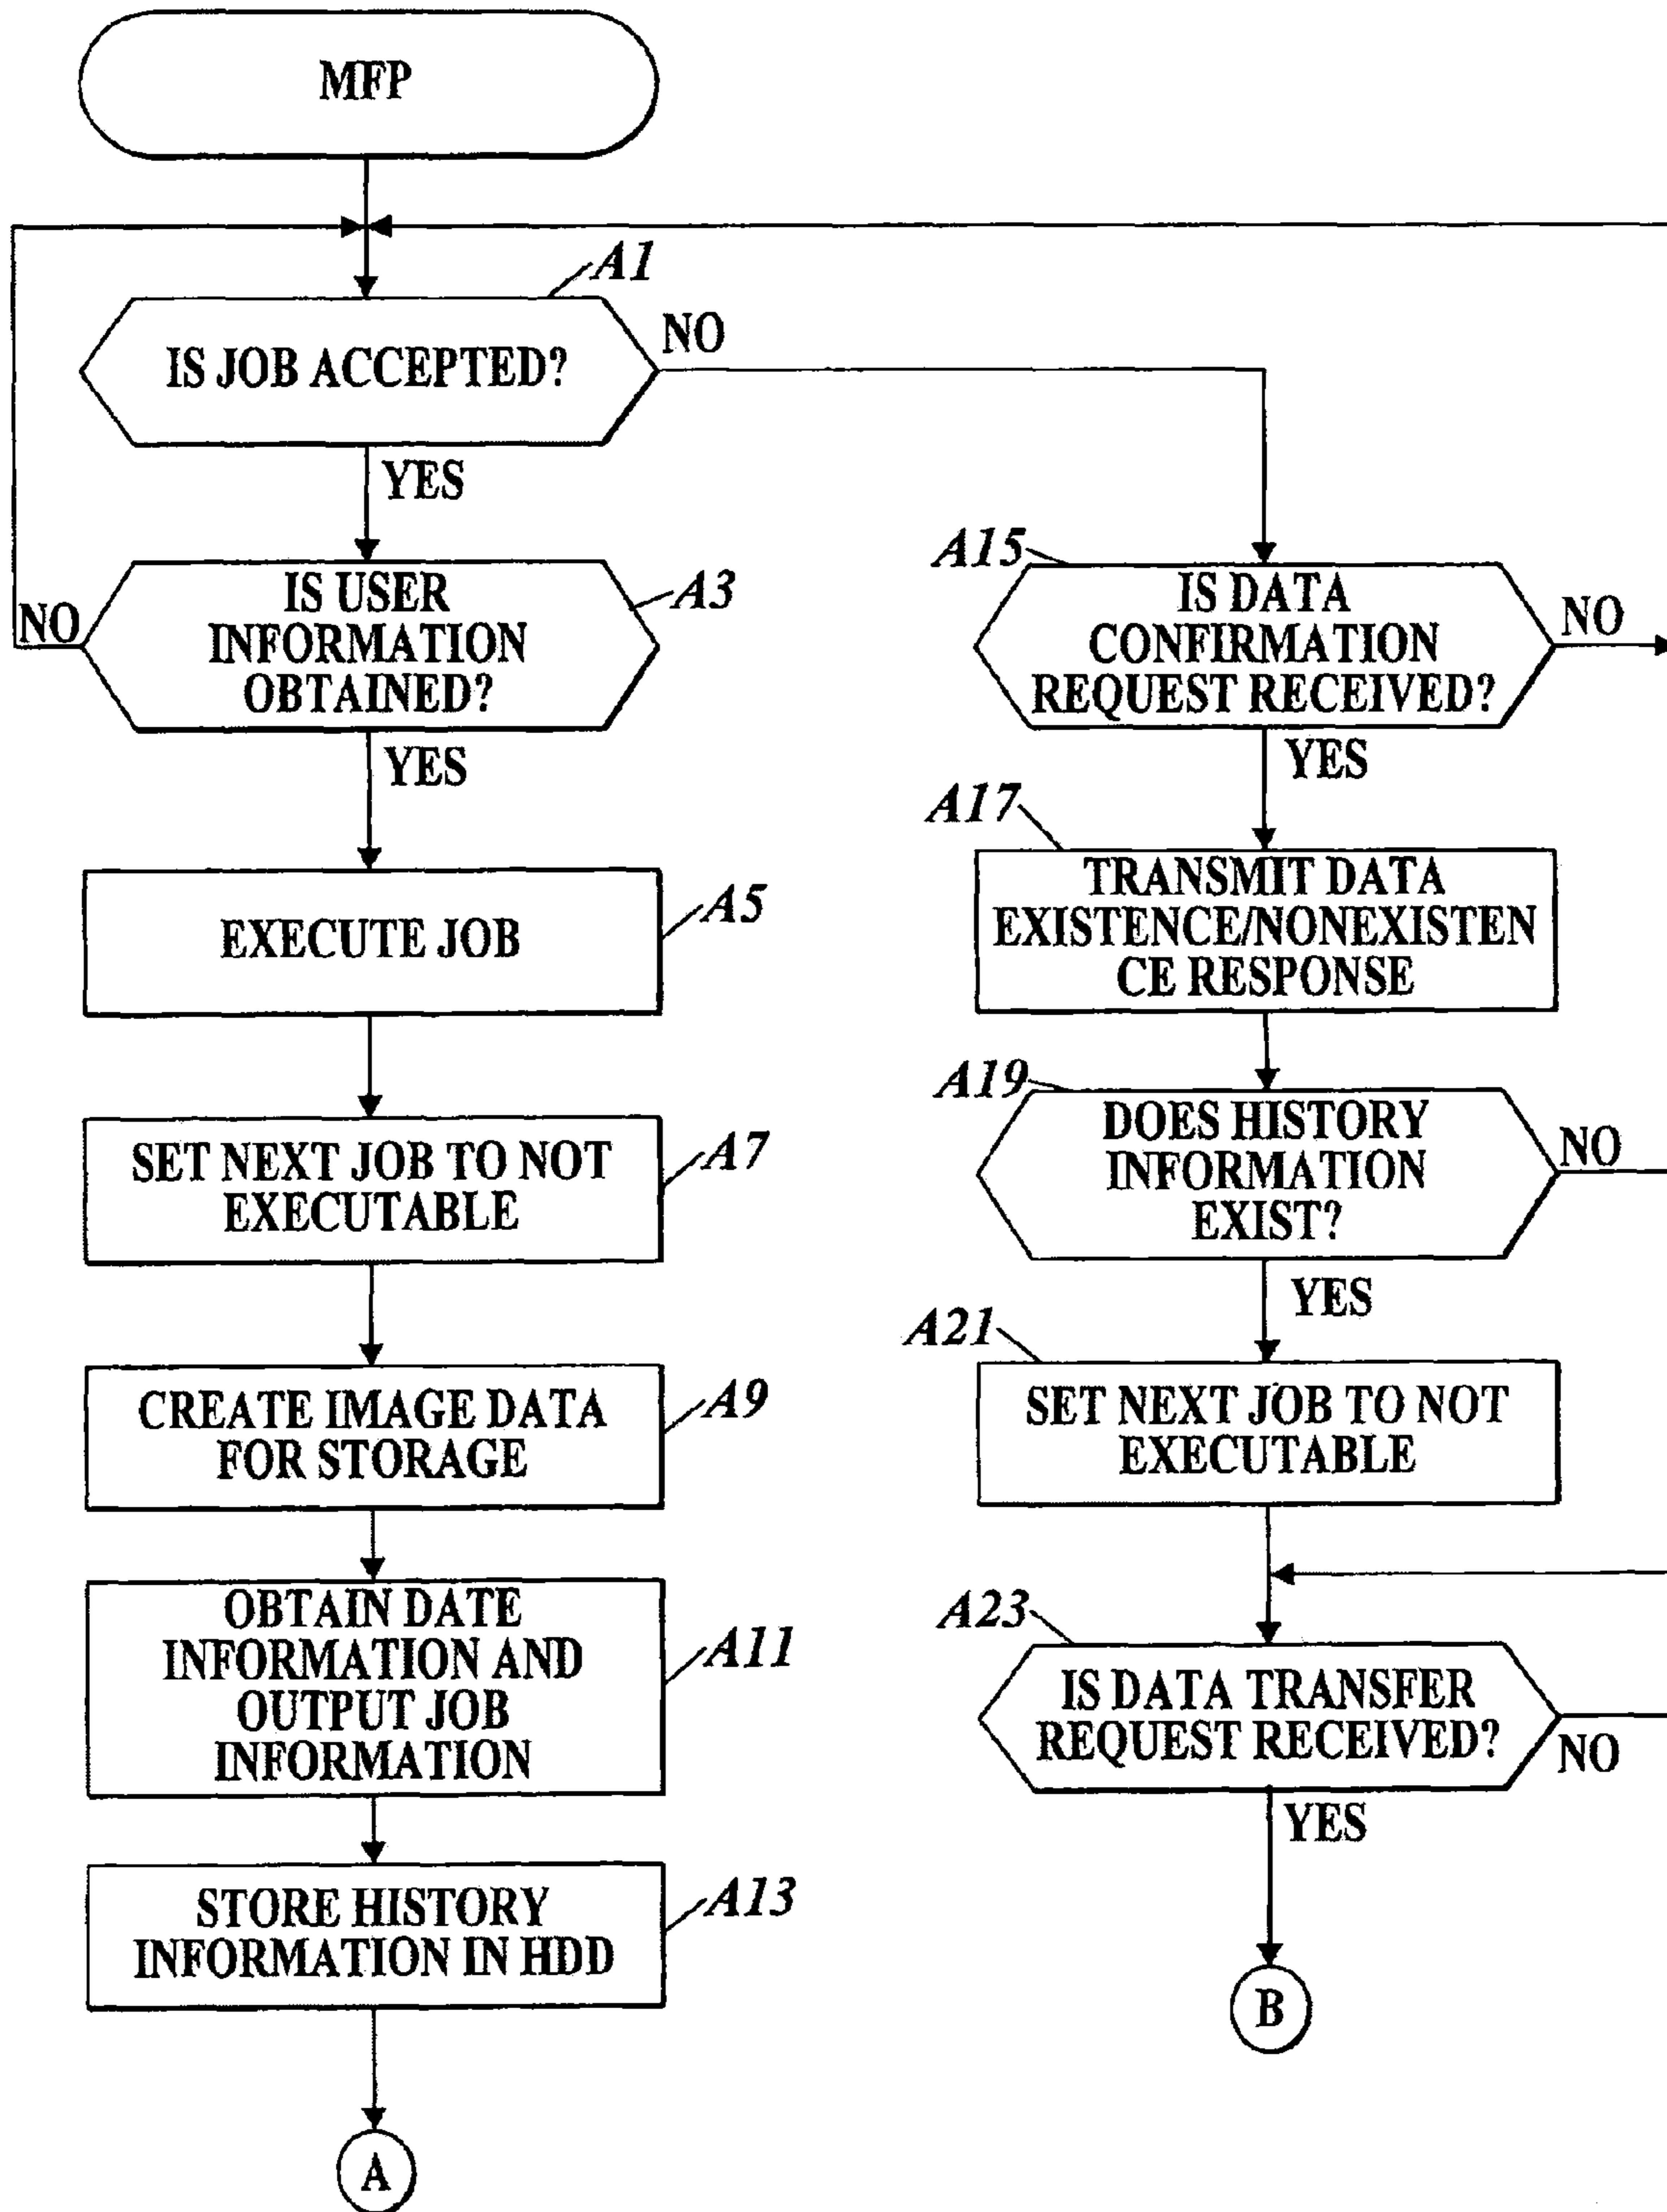 MFP
A1
IS JOB ACCEPTED?
NO
YES
A3
IS USER
INFORMATION
OBTAINED?
NO
YES
A5
EXECUTE JOB
A7
SET NEXT JOB TO NOT
EXECUTABLE
A9
CREATE IMAGE DATA
FOR STORAGE
A11
OBTAIN DATE
INFORMATION AND
OUTPUT JOB
INFORMATION
A13
STORE HISTORY
INFORMATION IN HDD
A
A15
IS DATA
CONFIRMATION
REQUEST RECEIVED?
NO
YES
A17
TRANSMIT DATA
EXISTENCE/NONEXISTEN
CE RESPONSE
A19
DOES HISTORY
INFORMATION
EXIST?
NO
YES
A21
SET NEXT JOB TO NOT
EXECUTABLE
A23
IS DATA TRANSFER
REQUEST RECEIVED?
NO
YES
B